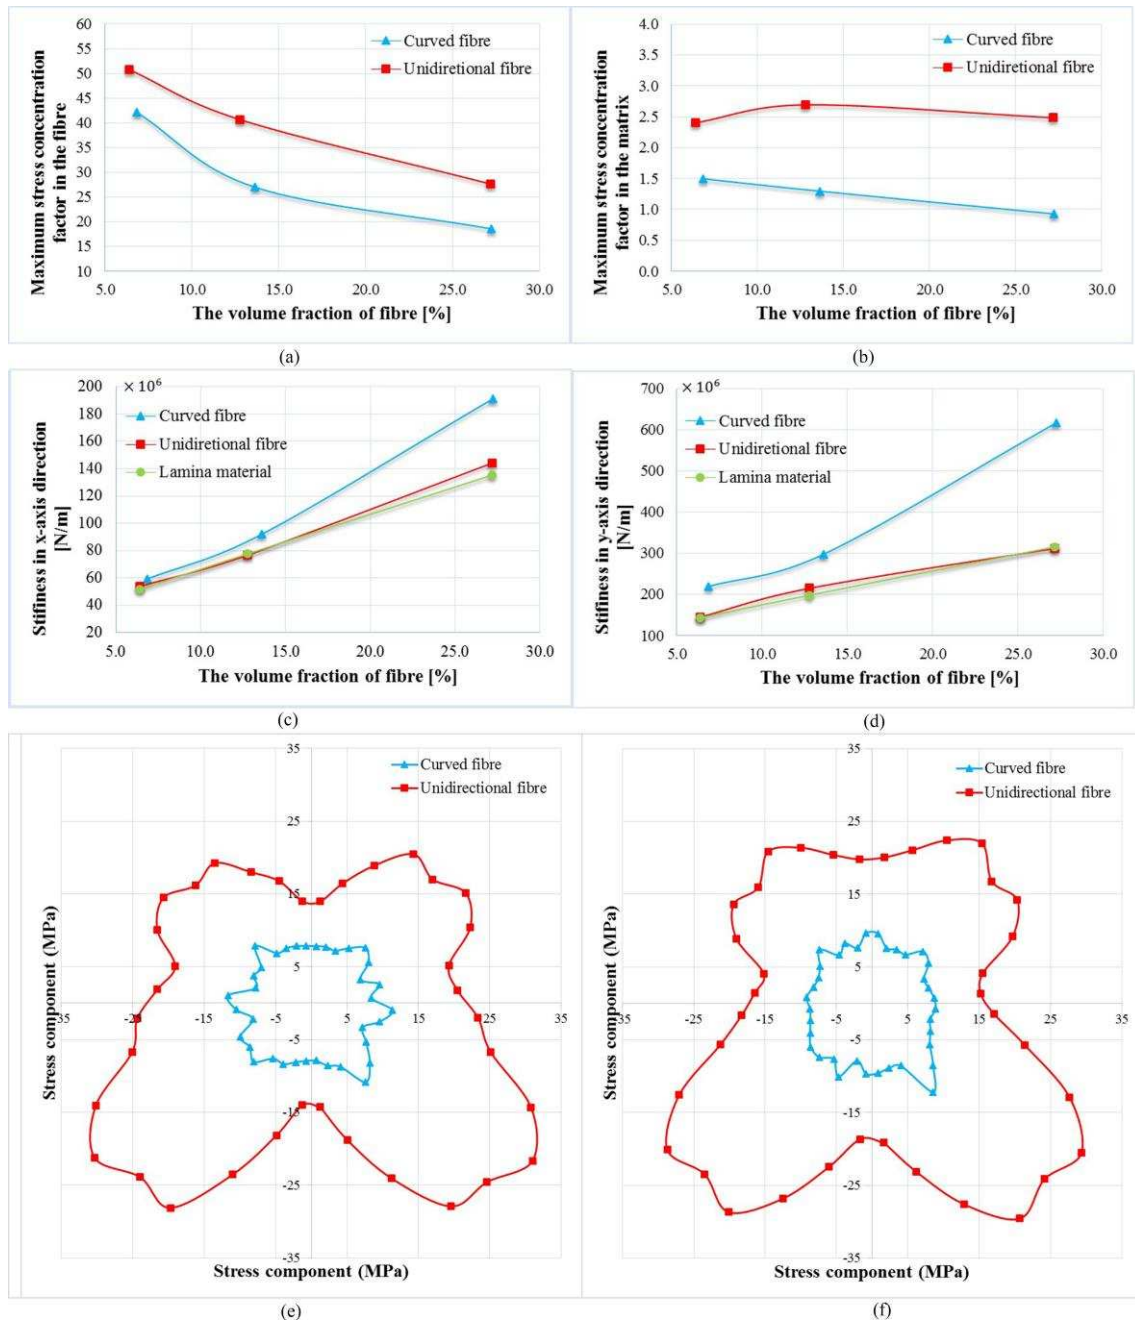 60
55
50
45
40
35
30
25
20
15
10
Maximum stress concentration
factor in the fibre
Curved fibre
Unidiretional fibre
5.0 10.0 15.0 20.0 25.0 30.0
The volume fraction of fibre [%]
(a)
4.0
3.5
3.0
2.5
2.0
1.5
1.0
0.5
0.0
Maximum stress concentration
factor in the matrix
Curved fibre
Unidiretional fibre
5.0 10.0 15.0 20.0 25.0 30.0
The volume fraction of fibre [%]
(b)
× 10⁶
200
180
160
140
120
100
80
60
40
20
Stifiness in x-axis direction
[N/m]
Curved fibre
Unidiretional fibre
Lamina material
5.0 10.0 15.0 20.0 25.0 30.0
The volume fraction of fibre [%]
(c)
× 10⁶
700
600
500
400
300
200
100
Stifiness in y-axis direction
[N/m]
Curved fibre
Unidiretional fibre
Lamina material
5.0 10.0 15.0 20.0 25.0 30.0
The volume fraction of fibre [%]
(d)
35
25
15
5
-5
-15
-25
-35
Curved fibre
Unidirectional fibre
Stress component (MPa)
35 -25 -15 -5 5 15 25 35
Stress component (MPa)
(e)
35
25
15
5
-5
-15
-25
-35
Curved fibre
Unidirectional fibre
Stress component (MPa)
35 -25 -15 -5 5 15 25 35
Stress component (MPa)
(f)